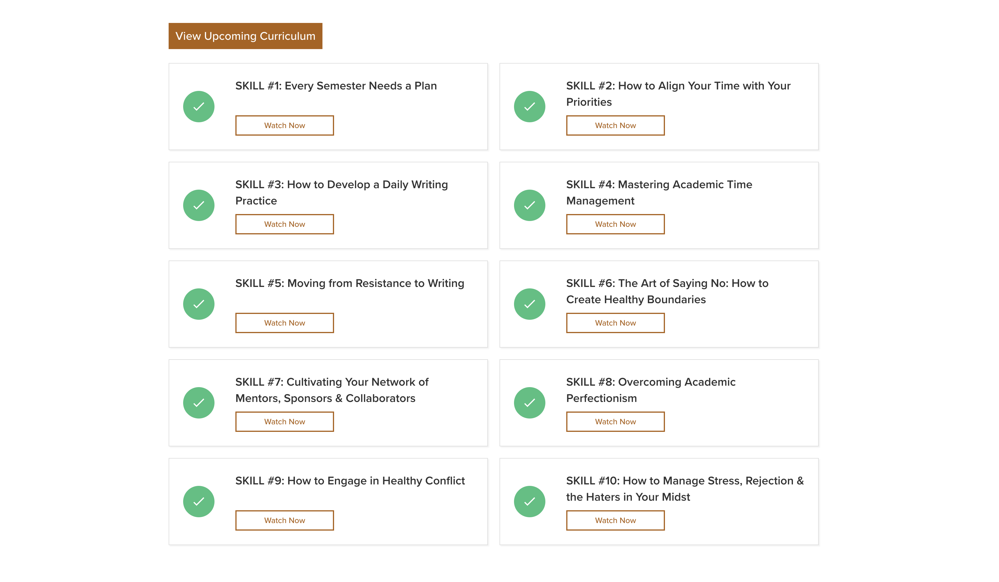 View Upcoming Curriculum
SKILL #1: Every Semester Needs a Plan
Watch Now
SKILL #2: How to Align Your Time with Your
Priorities
Watch Now
SKILL #3: How to Develop a Daily Writing
Practice
Watch Now
SKILL #4: Mastering Academic Time
Management
Watch Now
SKILL #5: Moving from Resistance to Writing
Watch Now
SKILL #6: The Art of Saying No: How to
Create Healthy Boundaries
Watch Now
SKILL #7: Cultivating Your Network of
Mentors, Sponsors & Collaborators
Watch Now
SKILL #8: Overcoming Academic
Perfectionism
Watch Now
SKILL #9: How to Engage in Healthy Conflict
Watch Now
SKILL #10: How to Manage Stress, Rejection &
the Haters in Your Midst
Watch Now